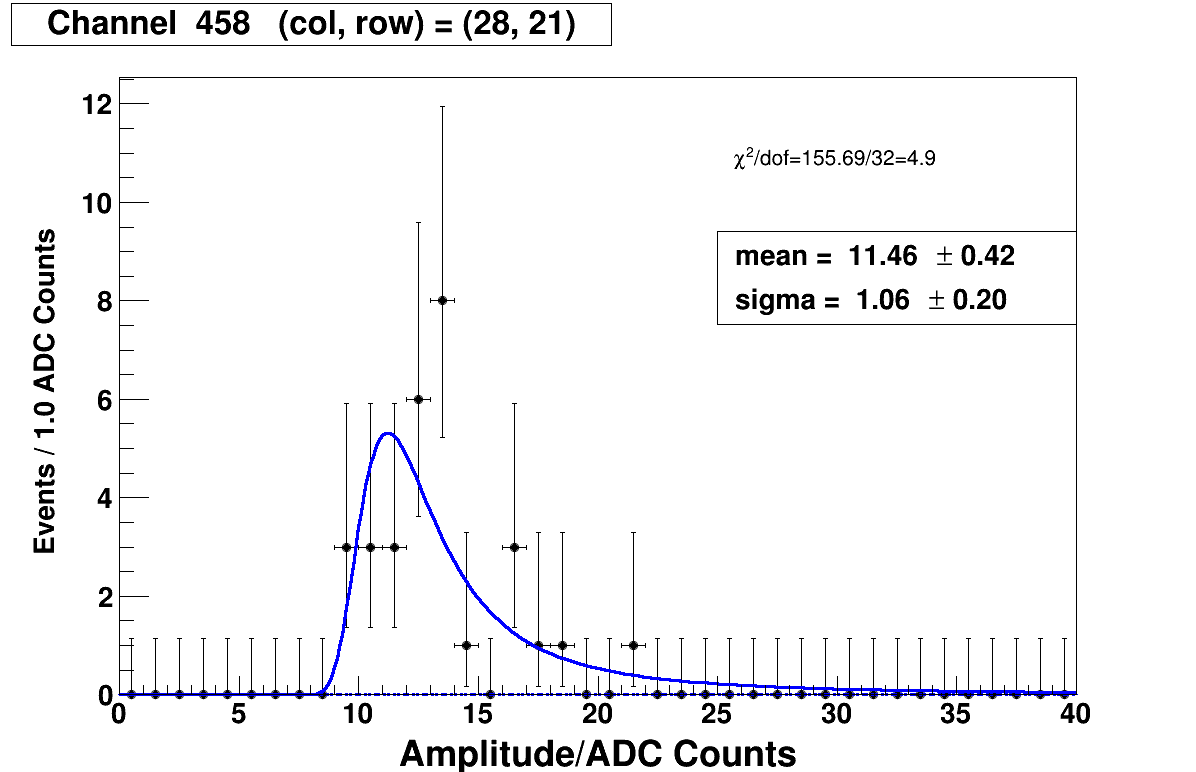 Channel 458 (col, row) = (28, 21)
χ²/dof=155.69/32=4.9
mean = 11.46 ± 0.42
sigma = 1.06 ± 0.20
Events / 1.0 ADC Counts
12
10
8
6
4
2
0
0 5 10 15 20 25 30 35 40
Amplitude/ADC Counts